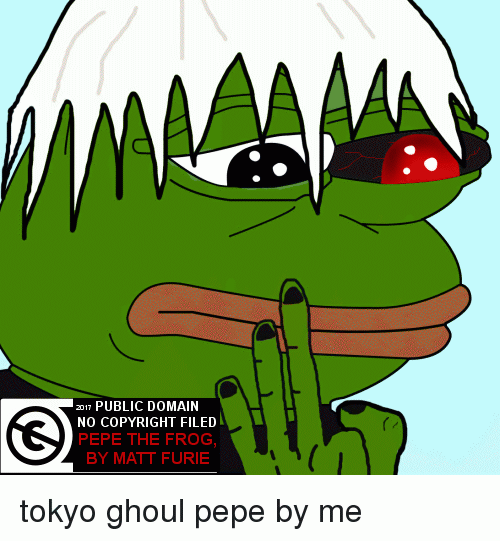 2017 PUBLIC DOMAIN
NO COPYRIGHT FILED
PEPE THE FROG,
BY MATT FURIE
tokyo ghoul pepe by me